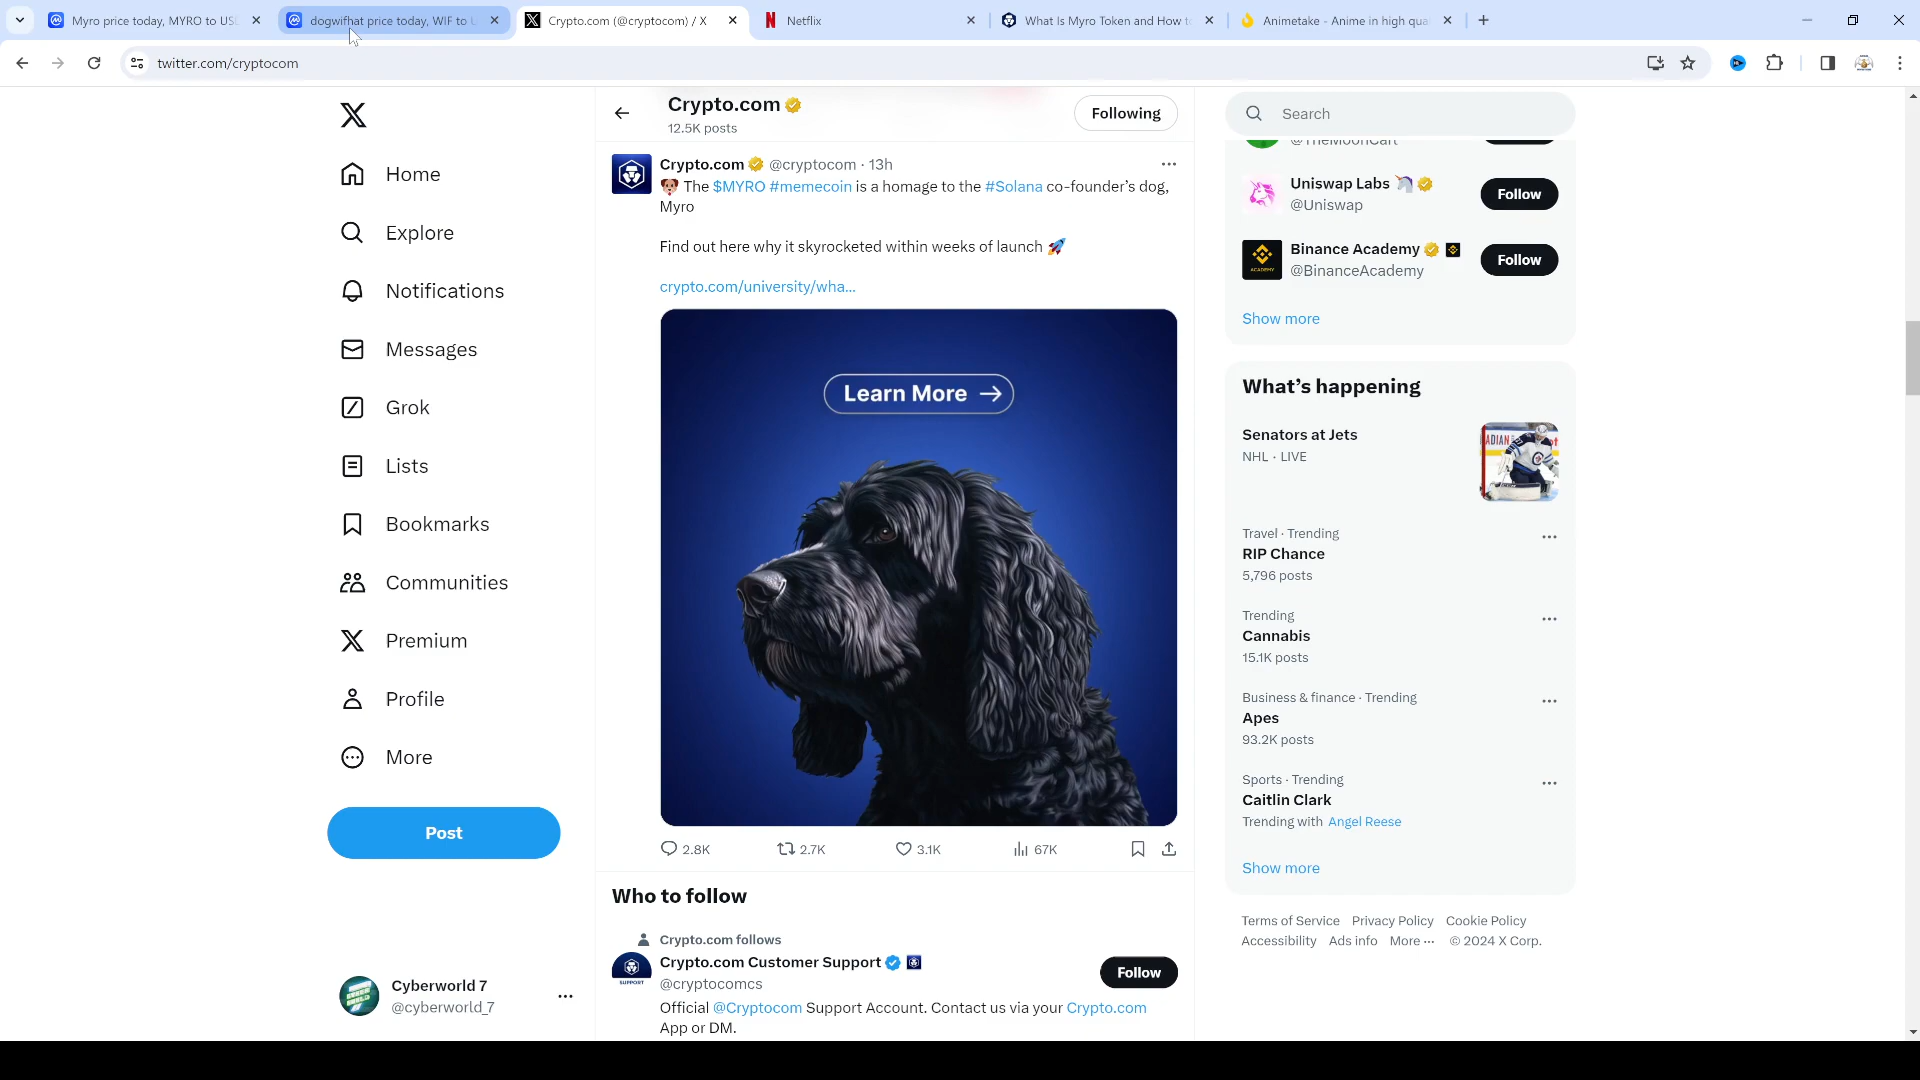 Myro price today, MYRO to US
dogwifhat price today, WIF to U
Crypto.com (@cryptocom) / X
Netflix
What Is Myro Token and How to
Animetake - Anime in high qua
twitter.com/cryptocom
Crypto.com
12.5K posts
Following
Search
Home
Explore
Notifications
Messages
Grok
Lists
Bookmarks
Communities
Premium
Profile
More
Post
Cyberworld 7
@cyberworld_7
Crypto.com @cryptocom · 13h
The $MYRO #memecoin is a homage to the #Solana co-founder’s dog,
Myro
Find out here why it skyrocketed within weeks of launch
crypto.com/university/wha...
Learn More →
2.8K 2.7K 3.1K 67K
Who to follow
Crypto.com follows
Crypto.com Customer Support
@cryptocomcs
Follow
SUPPORT
Official @Cryptocom Support Account. Contact us via your Crypto.com
App or DM.
@TheMoonCarl
Uniswap Labs
@Uniswap
Follow
Binance Academy
@BinanceAcademy
Follow
ACADEMY
Show more
What’s happening
Senators at Jets
NHL · LIVE
Travel · Trending
RIP Chance
5,796 posts
Trending
Cannabis
15.1K posts
Business & finance · Trending
Apes
93.2K posts
Sports · Trending
Caitlin Clark
Trending with Angel Reese
Show more
Terms of Service Privacy Policy Cookie Policy
Accessibility Ads info More ··· © 2024 X Corp.